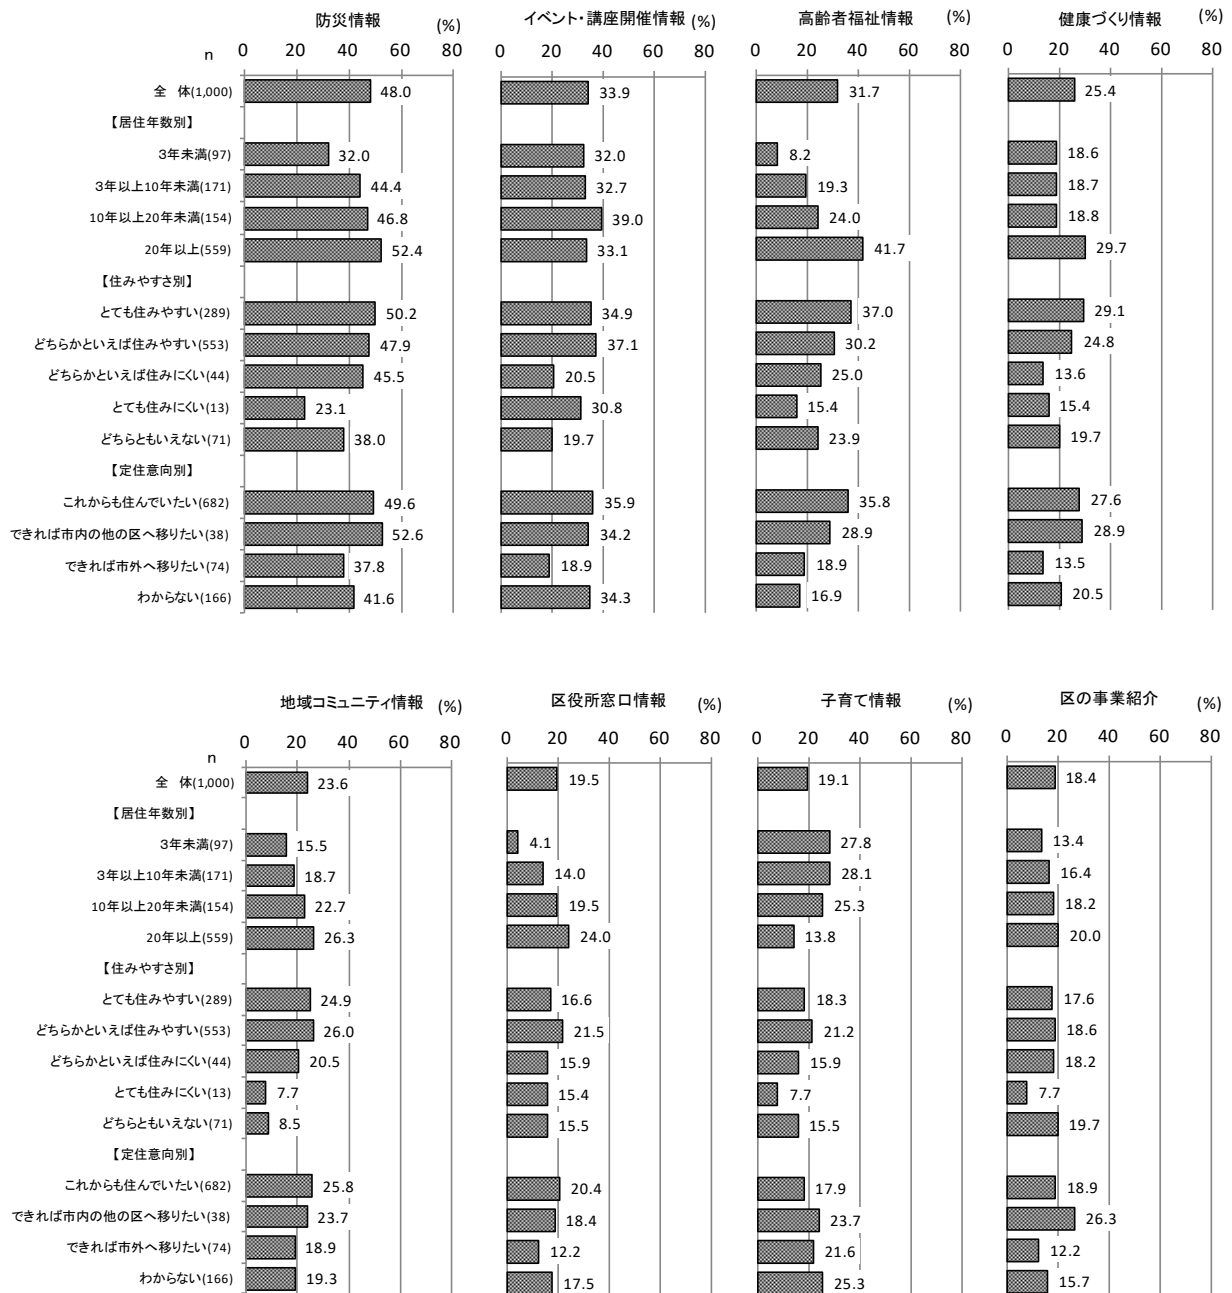 防災情報 (%) イベント・講座開催情報 (%) 高齢者福祉情報 (%) 健康づくり情報 (%)
n 0 20 40 60 80 0 20 40 60 80 0 20 40 60 80 0 20 40 60 80
全 体(1,000) 48.0 33.9 31.7 25.4
【居住年数別】
3年未満(97) 32.0 32.0 8.2 18.6
3年以上10年未満(171) 44.4 32.7 19.3 18.7
10年以上20年未満(154) 46.8 39.0 24.0 18.8
20年以上(559) 52.4 33.1 41.7 29.7
【住みやすさ別】
とても住みやすい(289) 50.2 34.9 37.0 29.1
どちらかといえば住みやすい(553) 47.9 37.1 30.2 24.8
どちらかといえば住みにくい(44) 45.5 20.5 25.0 13.6
とても住みにくい(13) 23.1 30.8 15.4 15.4
どちらともいえない(71) 38.0 19.7 23.9 19.7
【定住意向別】
これからも住んでいたい(682) 49.6 35.9 35.8 27.6
できれば市内の他の区へ移りたい(38) 52.6 34.2 28.9 28.9
できれば市外へ移りたい(74) 37.8 18.9 18.9 13.5
わからない(166) 41.6 34.3 16.9 20.5
地域コミュニティ情報 (%) 区役所窓口情報 (%) 子育て情報 (%) 区の事業紹介 (%)
n 0 20 40 60 80 0 20 40 60 80 0 20 40 60 80 0 20 40 60 80
全 体(1,000) 23.6 19.5 19.1 18.4
【居住年数別】
3年未満(97) 15.5 4.1 27.8 13.4
3年以上10年未満(171) 18.7 14.0 28.1 16.4
10年以上20年未満(154) 22.7 19.5 25.3 18.2
20年以上(559) 26.3 24.0 13.8 20.0
【住みやすさ別】
とても住みやすい(289) 24.9 16.6 18.3 17.6
どちらかといえば住みやすい(553) 26.0 21.5 21.2 18.6
どちらかといえば住みにくい(44) 20.5 15.9 15.9 18.2
とても住みにくい(13) 7.7 15.4 7.7 7.7
どちらともいえない(71) 8.5 15.5 15.5 19.7
【定住意向別】
これからも住んでいたい(682) 25.8 20.4 17.9 18.9
できれば市内の他の区へ移りたい(38) 23.7 18.4 23.7 26.3
できれば市外へ移りたい(74) 18.9 12.2 21.6 12.2
わからない(166) 19.3 17.5 25.3 15.7